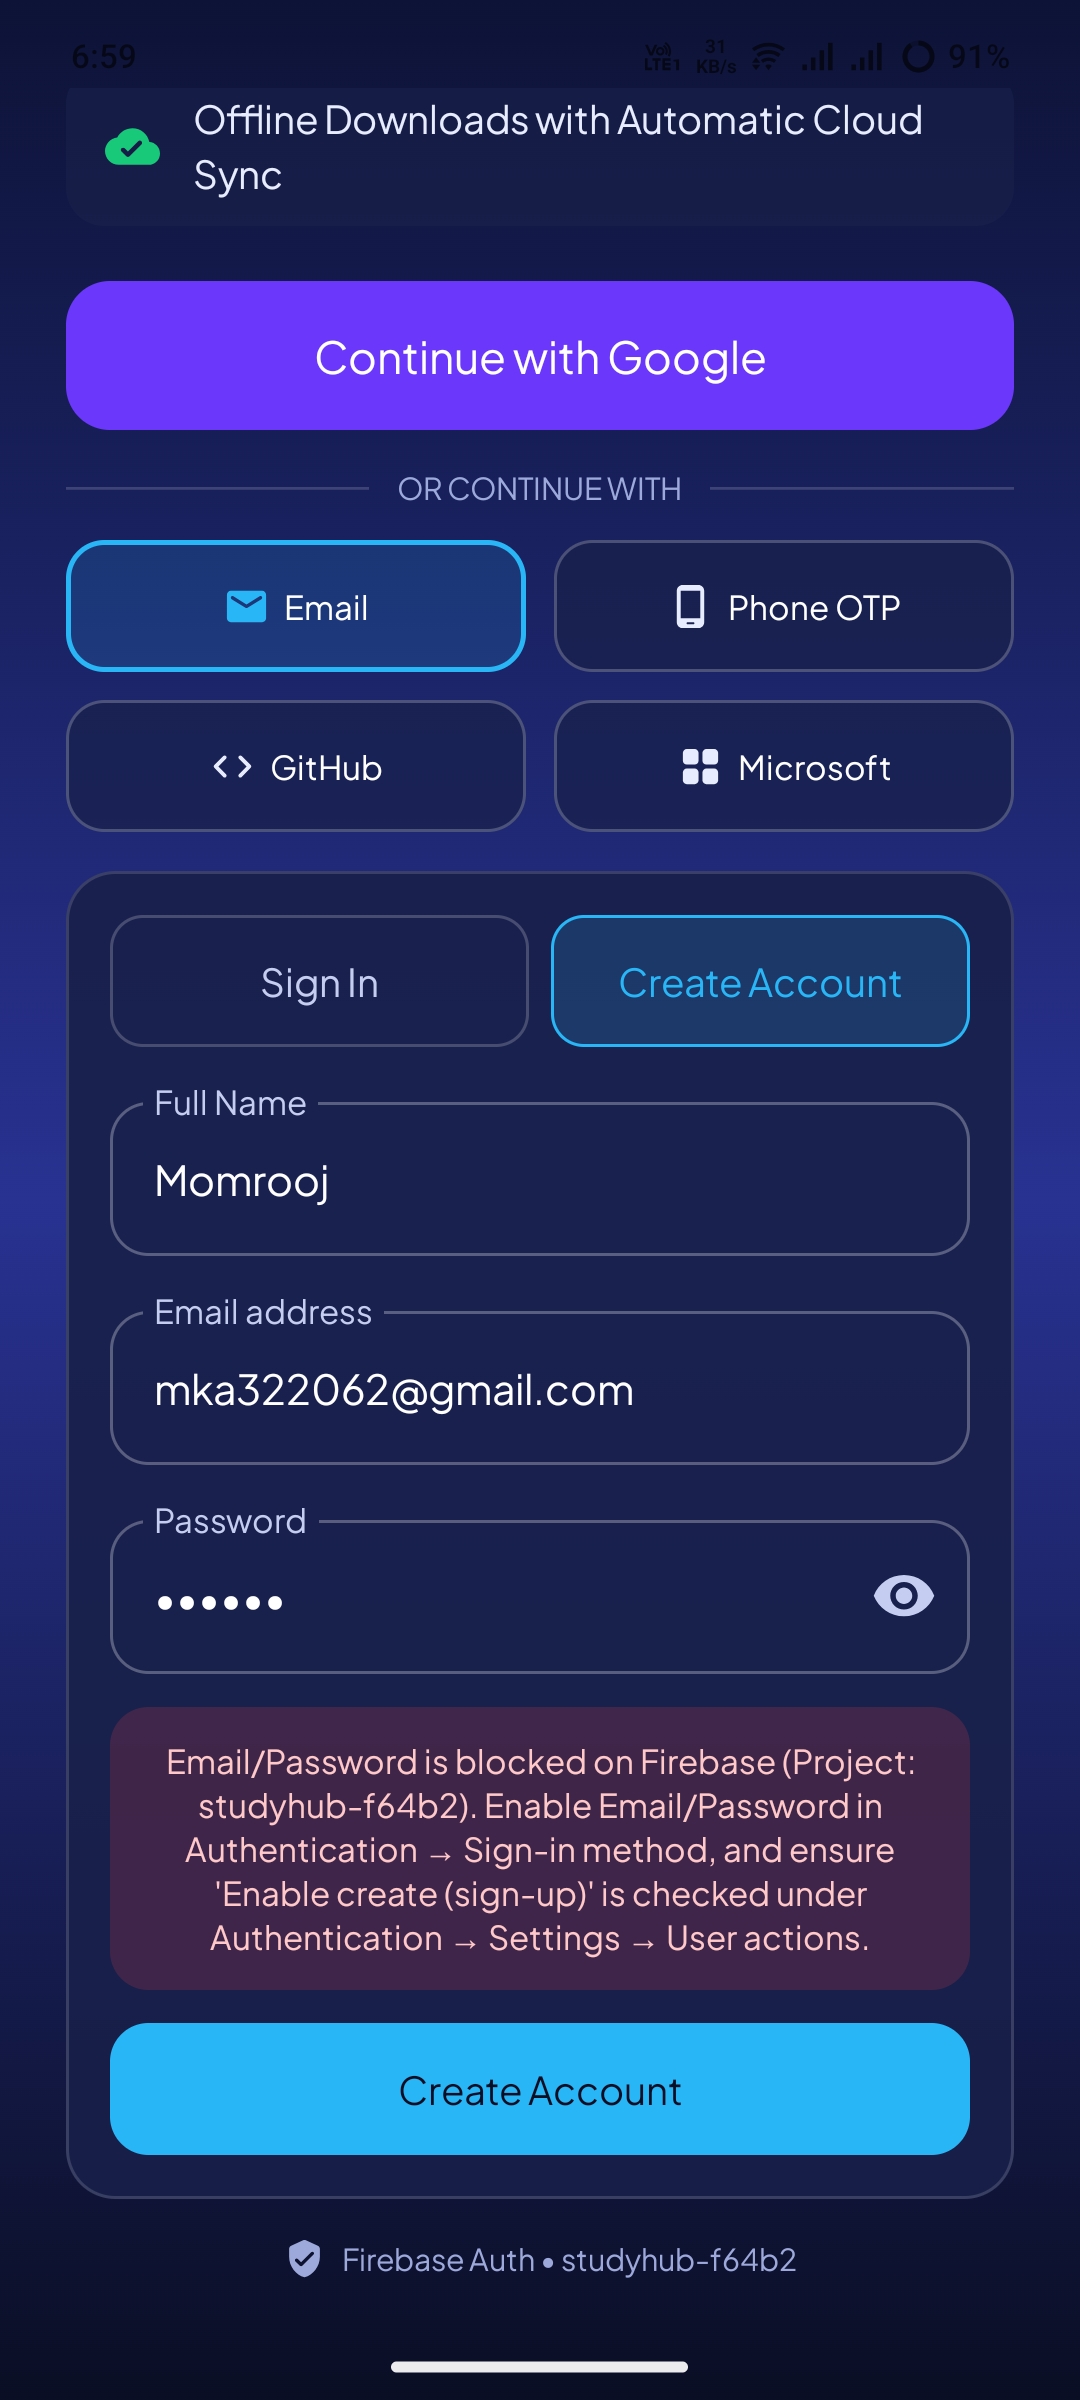 6:59
Vo)) LTE1 31 KB/s 91%
Offline Downloads with Automatic Cloud
Sync
Continue with Google
OR CONTINUE WITH
Email
Phone OTP
GitHub
Microsoft
Sign In
Create Account
Full Name
Momrooj
Email address
mka322062@gmail.com
Password
Email/Password is blocked on Firebase (Project:
studyhub-f64b2). Enable Email/Password in
Authentication → Sign-in method, and ensure
'Enable create (sign-up)' is checked under
Authentication → Settings → User actions.
Create Account
Firebase Auth • studyhub-f64b2